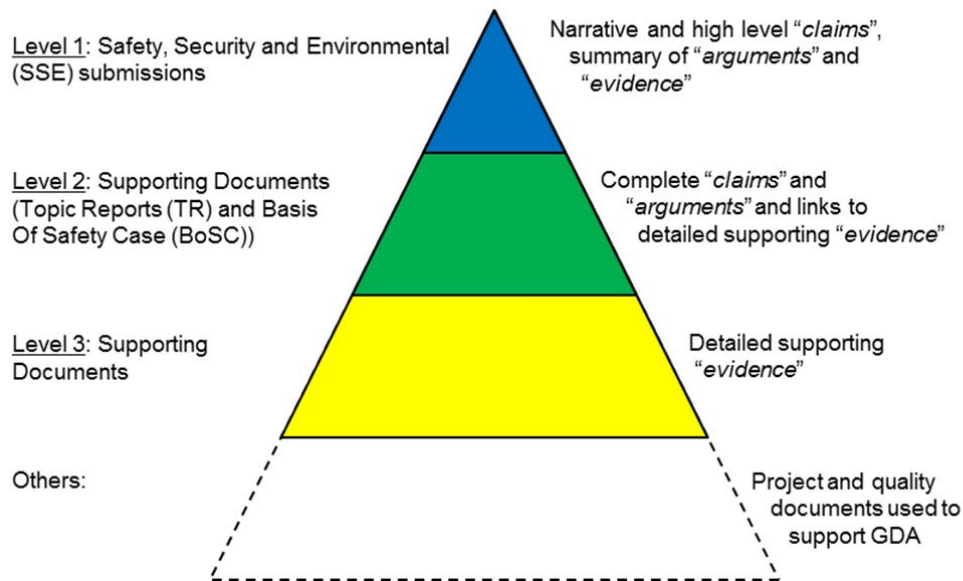 Level 1: Safety, Security and Environmental
(SSE) submissions
Narrative and high level “claims”,
summary of “arguments” and
“evidence”
Level 2: Supporting Documents
(Topic Reports (TR) and Basis
Of Safety Case (BoSC))
Complete “claims” and
“arguments” and links to
detailed supporting “evidence”
Level 3: Supporting
Documents
Detailed supporting
“evidence”
Others:
Project and quality
documents used to
support GDA